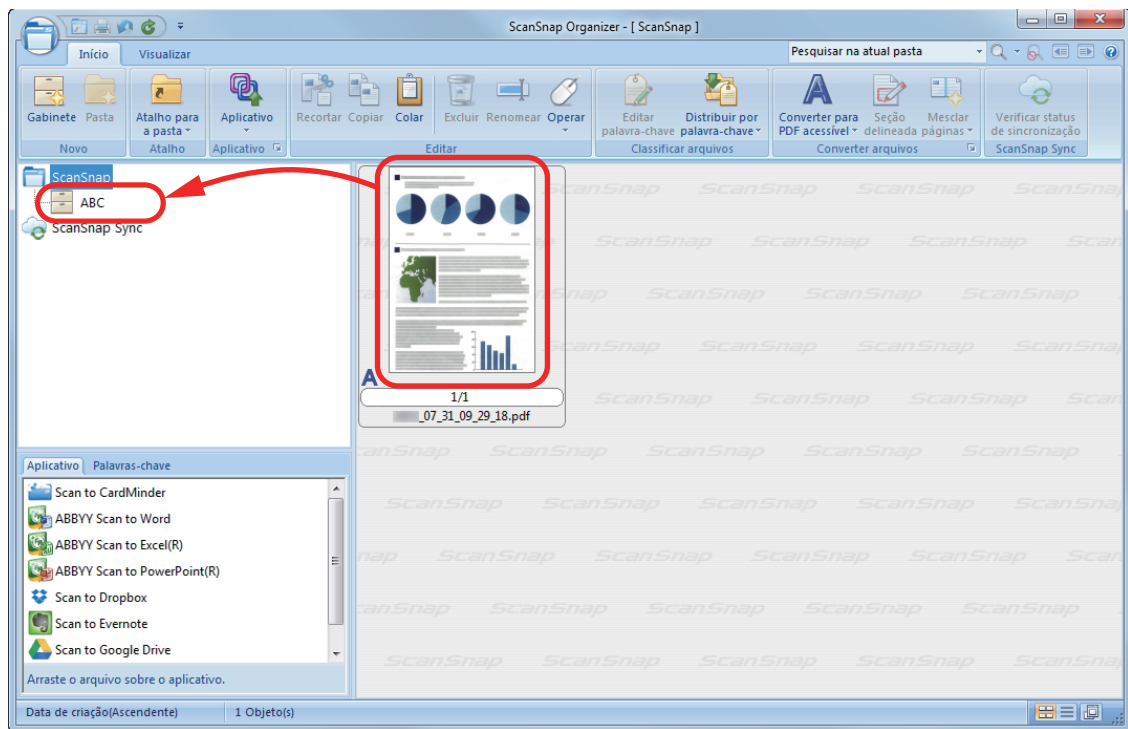 ScanSnap Organizer - [ ScanSnap ]
Início Visualizar
Pesquisar na atual pasta
Gabinete Pasta
Atalho para
a pasta
Aplicativo
Recortar Copiar Colar Excluir Renomear Operar
Editar
palavra-chave
Distribuir por
palavra-chave
Converter para
PDF acessível
Seção
delineada
Mesclar
páginas
Verificar status
de sincronização
Novo Atalho Aplicativo Editar Classificar arquivos Converter arquivos ScanSnap Sync
ScanSnap
ABC
ScanSnap Sync
A
1/1
_07_31_09_29_18.pdf
Aplicativo Palavras-chave
Scan to CardMinder
ABBYY Scan to Word
ABBYY Scan to Excel(R)
ABBYY Scan to PowerPoint(R)
Scan to Dropbox
Scan to Evernote
Scan to Google Drive
Arraste o arquivo sobre o aplicativo.
Data de criação(Ascendente) 1 Objeto(s)